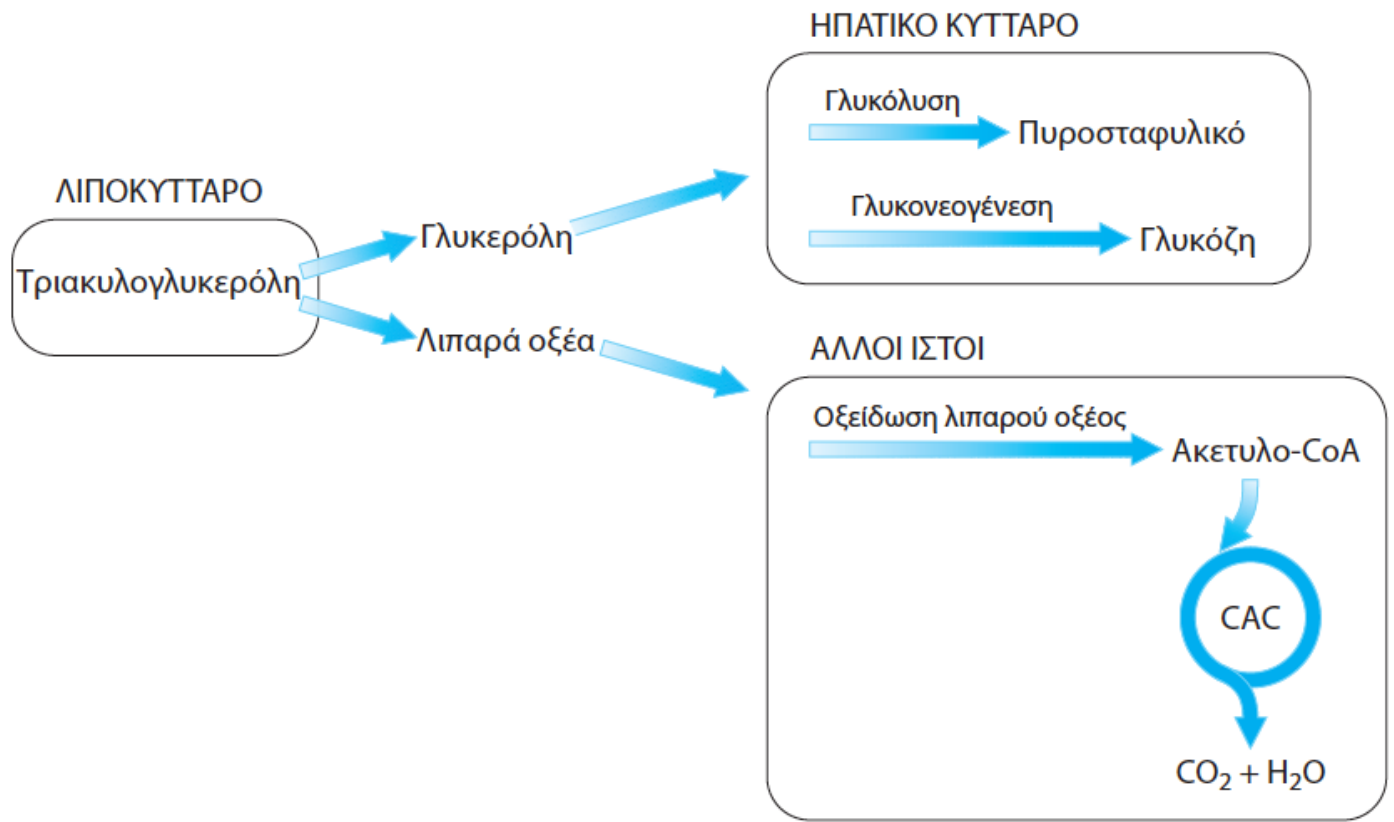 ΗΠΑΤΙΚΟ ΚΥΤΤΑΡΟ
Γλυκόλυση
Πυροσταφυλικό
Γλυκονεογένεση
Γλυκόζη
ΛΙΠΟΚΥΤΤΑΡΟ
Τριακυλογλυκερόλη
Γλυκερόλη
Λιπαρά οξέα
ΑΛΛΟΙ ΙΣΤΟΙ
Οξείδωση λιπαρού οξέος
Ακετυλο-CoA
CAC
CO₂ + H₂O